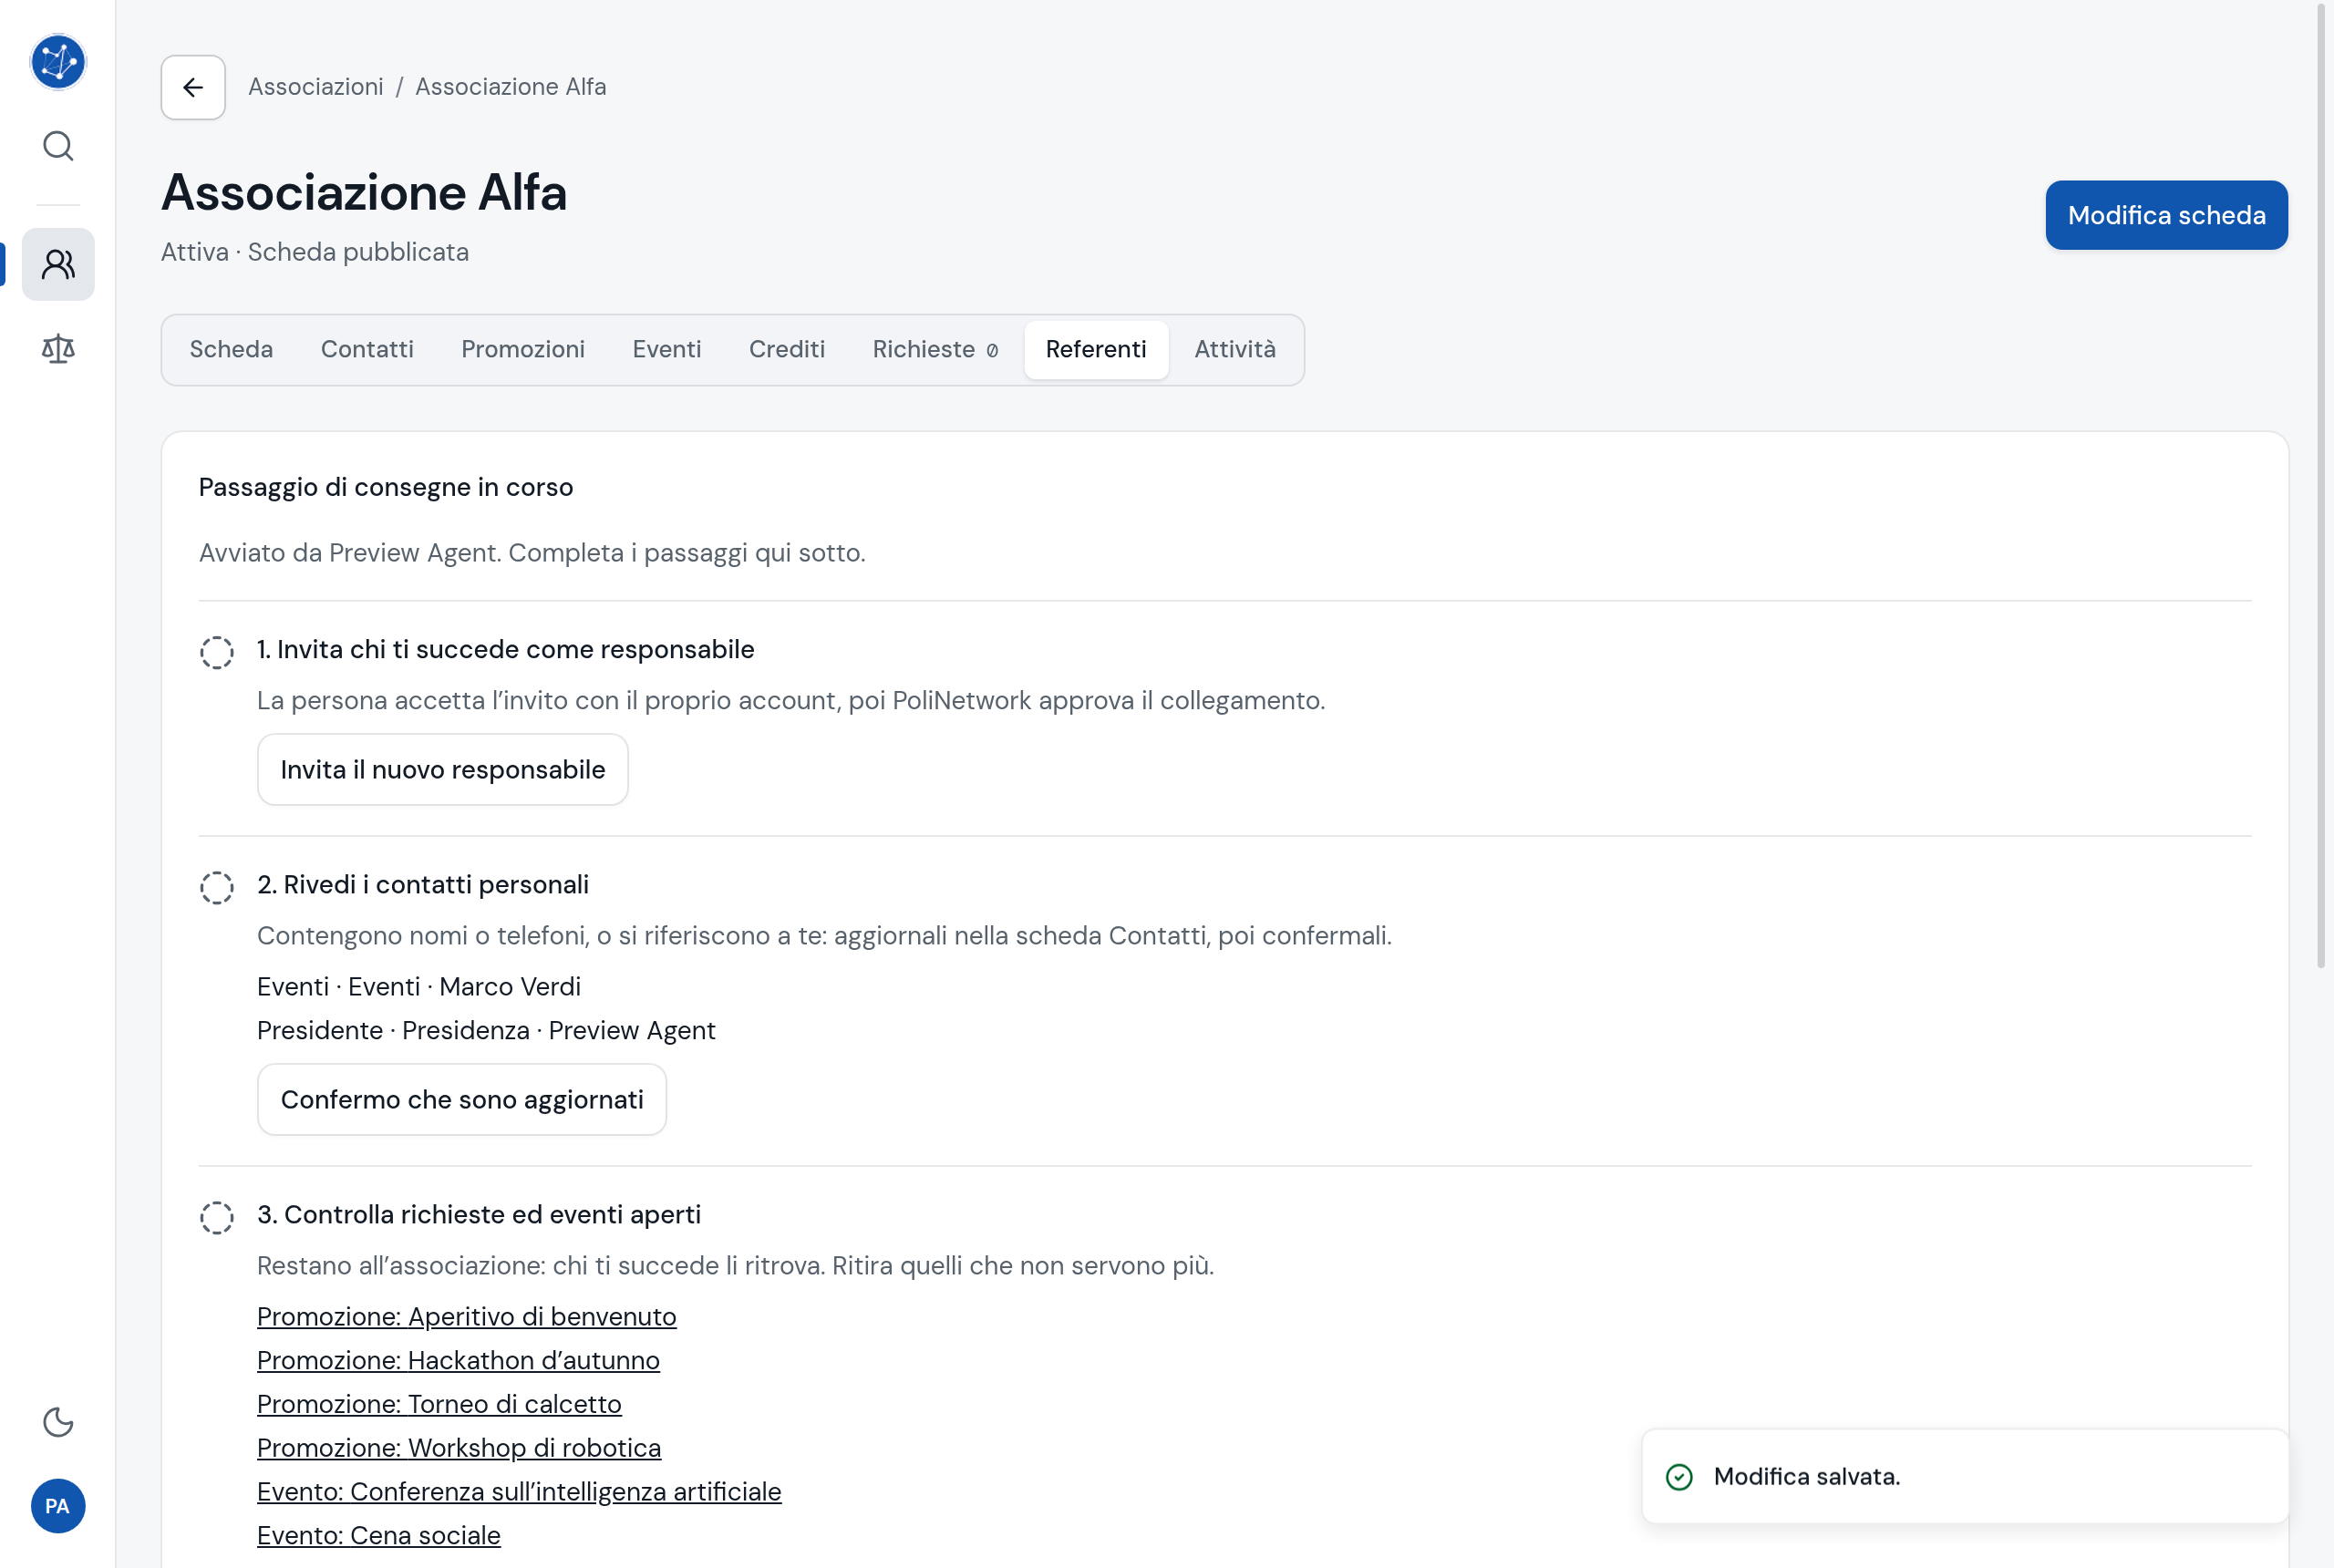 Associazioni / Associazione Alfa
Associazione Alfa
Attiva · Scheda pubblicata
Modifica scheda
Scheda Contatti Promozioni Eventi Crediti Richieste 0 Referenti Attività
Passaggio di consegne in corso
Avviato da Preview Agent. Completa i passaggi qui sotto.
1. Invita chi ti succede come responsabile
La persona accetta l’invito con il proprio account, poi PoliNetwork approva il collegamento.
Invita il nuovo responsabile
2. Rivedi i contatti personali
Contengono nomi o telefoni, o si riferiscono a te: aggiornali nella scheda Contatti, poi confermali.
Eventi · Eventi · Marco Verdi
Presidente · Presidenza · Preview Agent
Confermo che sono aggiornati
3. Controlla richieste ed eventi aperti
Restano all’associazione: chi ti succede li ritrova. Ritira quelli che non servono più.
Promozione: Aperitivo di benvenuto
Promozione: Hackathon d’autunno
Promozione: Torneo di calcetto
Promozione: Workshop di robotica
Evento: Conferenza sull’intelligenza artificiale
Evento: Cena sociale
Modifica salvata.
PA